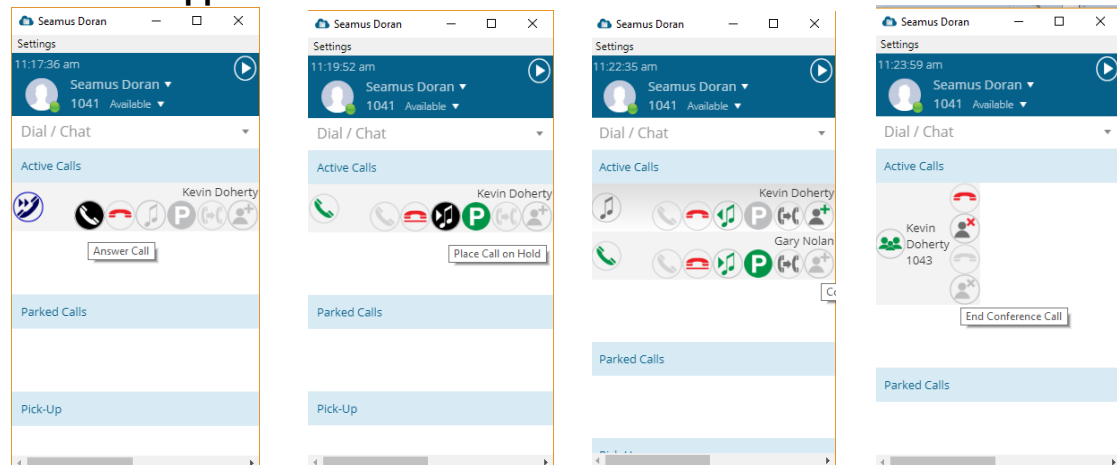 Seamus Doran
Settings
11:17:36 am
Seamus Doran
1041 Available
Dial / Chat
Active Calls
Kevin Doherty
P
Answer Call
Parked Calls
Pick-Up
Seamus Doran
Settings
11:19:52 am
Seamus Doran
1041 Available
Dial / Chat
Active Calls
Kevin Doherty
P
Place Call on Hold
Parked Calls
Pick-Up
Seamus Doran
Settings
11:22:35 am
Seamus Doran
1041 Available
Dial / Chat
Active Calls
Kevin Doherty
P
Gary Nolan
P
Parked Calls
Seamus Doran
Settings
11:23:59 am
Seamus Doran
1041 Available
Dial / Chat
Active Calls
Kevin
Doherty
1043
End Conference Call
Parked Calls